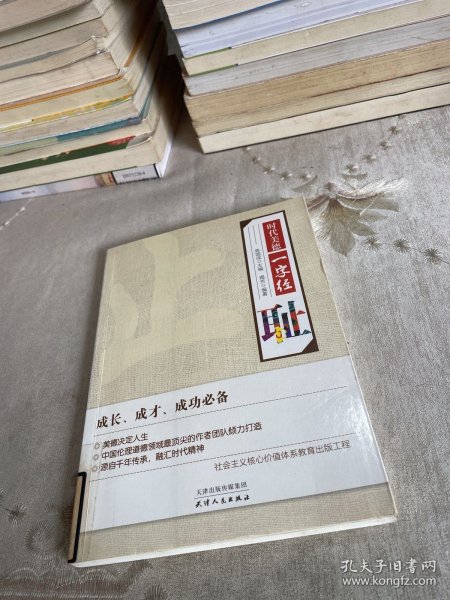 时代美德
一字经
耻
成长、成才、成功必备
美德决定人生
中国伦理道德领域最顶尖的作者团队倾力打造
源自千年传承、融汇时代精神
社会主义核心价值体系教育出版工程
天津出版传媒集团
天津人民出版社
孔夫子旧书网
www.kongfz.com